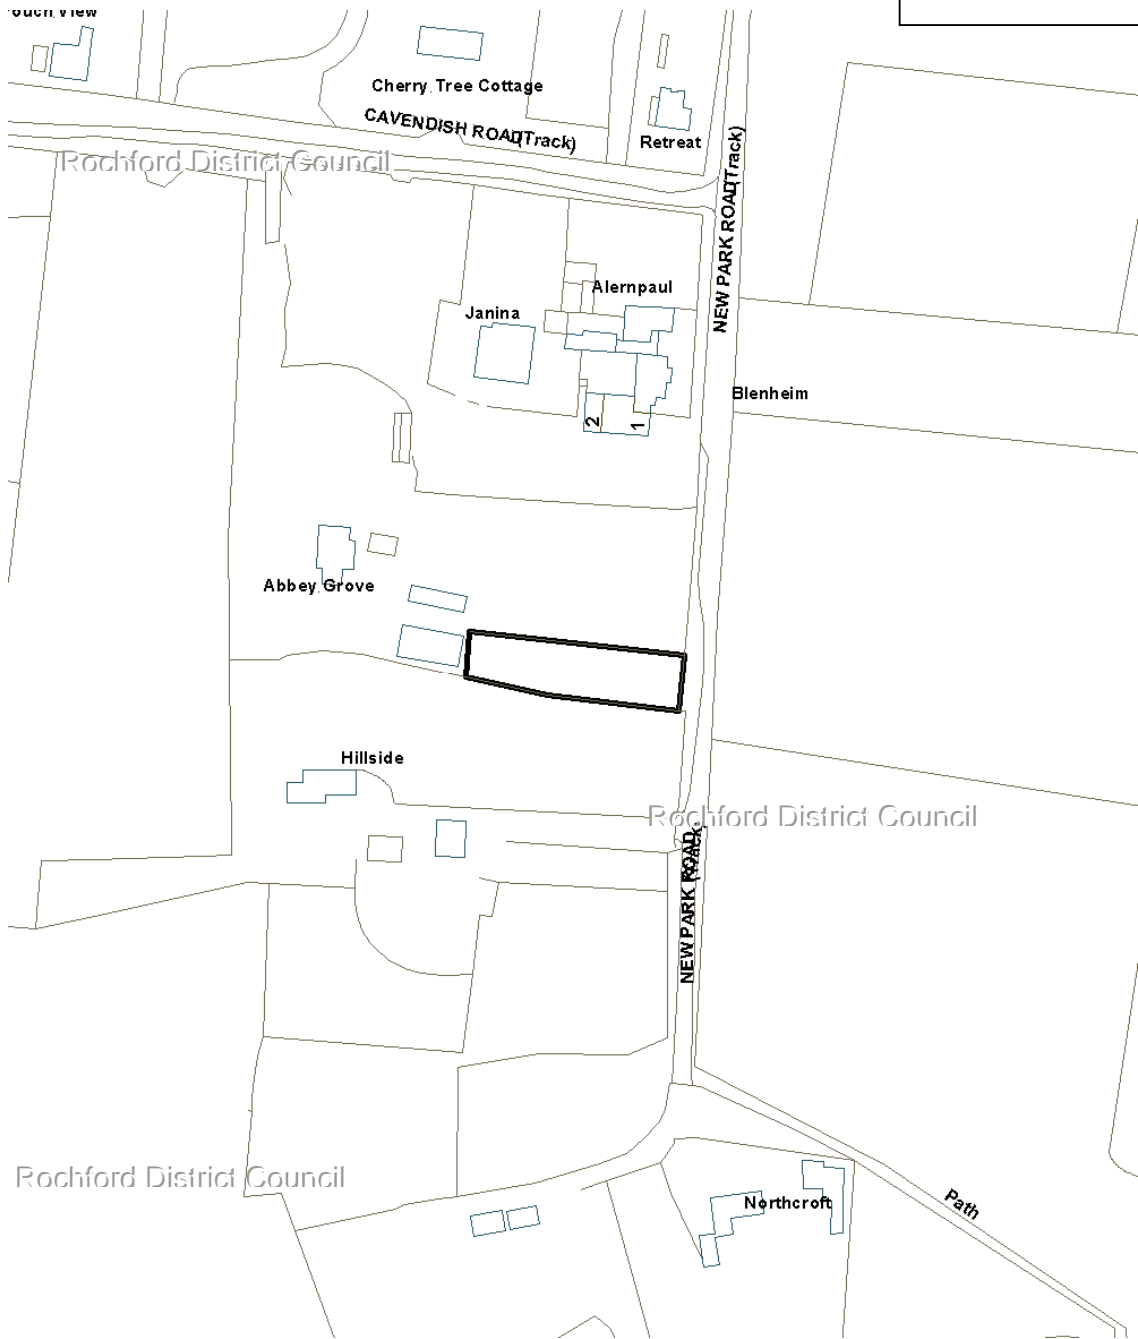 Cherry Tree Cottage
CAVENDISH ROAD (Track)
Retreat
Rochford District Council
NEW PARK ROAD (Track)
Alernpaul
Janina
Blenheim
2
1
Abbey Grove
Hillside
Rochford District Council
NEW PARK ROAD
(Track)
Rochford District Council
Northcroft
Path